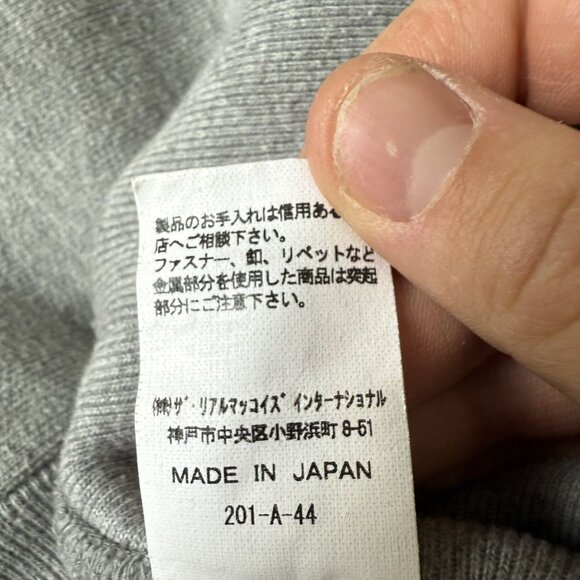 製品のお手入れは信用ある
店へご相談下さい。
ファスナー、釦、リベットなど
金属部分を使用した商品は突起
部分にご注意下さい。
㈱ｻﾞ･ﾘｱﾙﾏｯｺｲｽﾞ ｲﾝﾀｰﾅｼｮﾅﾙ
神戸市中央区小野浜町 8-51
MADE IN JAPAN
201-A-44